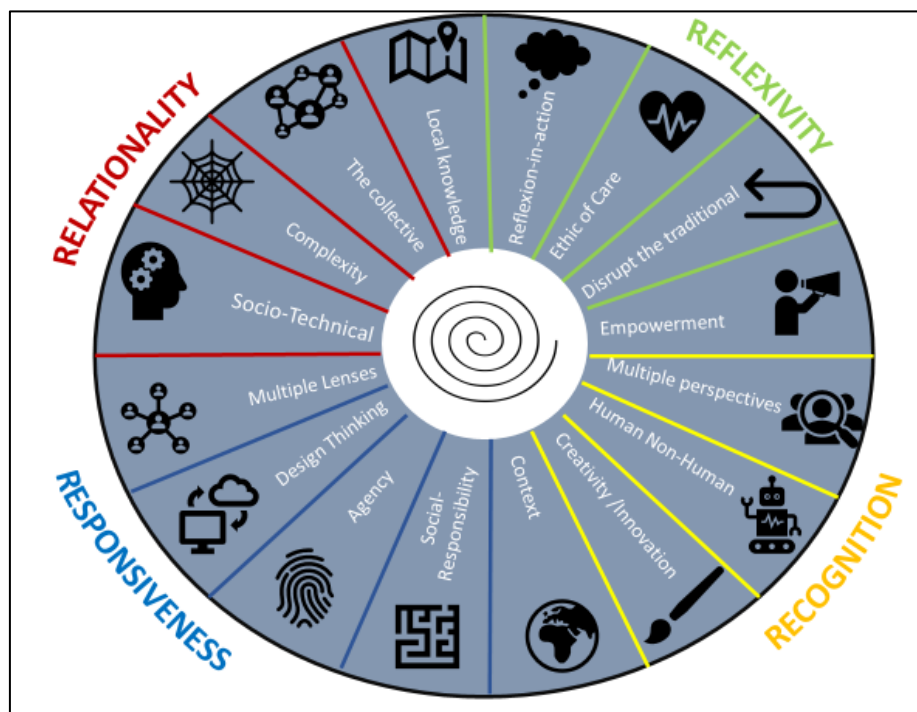 RELATIONALITY
REFLEXIVITY
Local knowledge
Reflexion-in-action
The collective
Ethic of Care
Complexity
Disrupt the traditional
Socio-Technical
Empowerment
Multiple Lenses
Multiple perspectives
Design Thinking
Human Non-Human
Agency
Creativity /Innovation
Social-
Responsibility
Context
RESPONSIVENESS
RECOGNITION